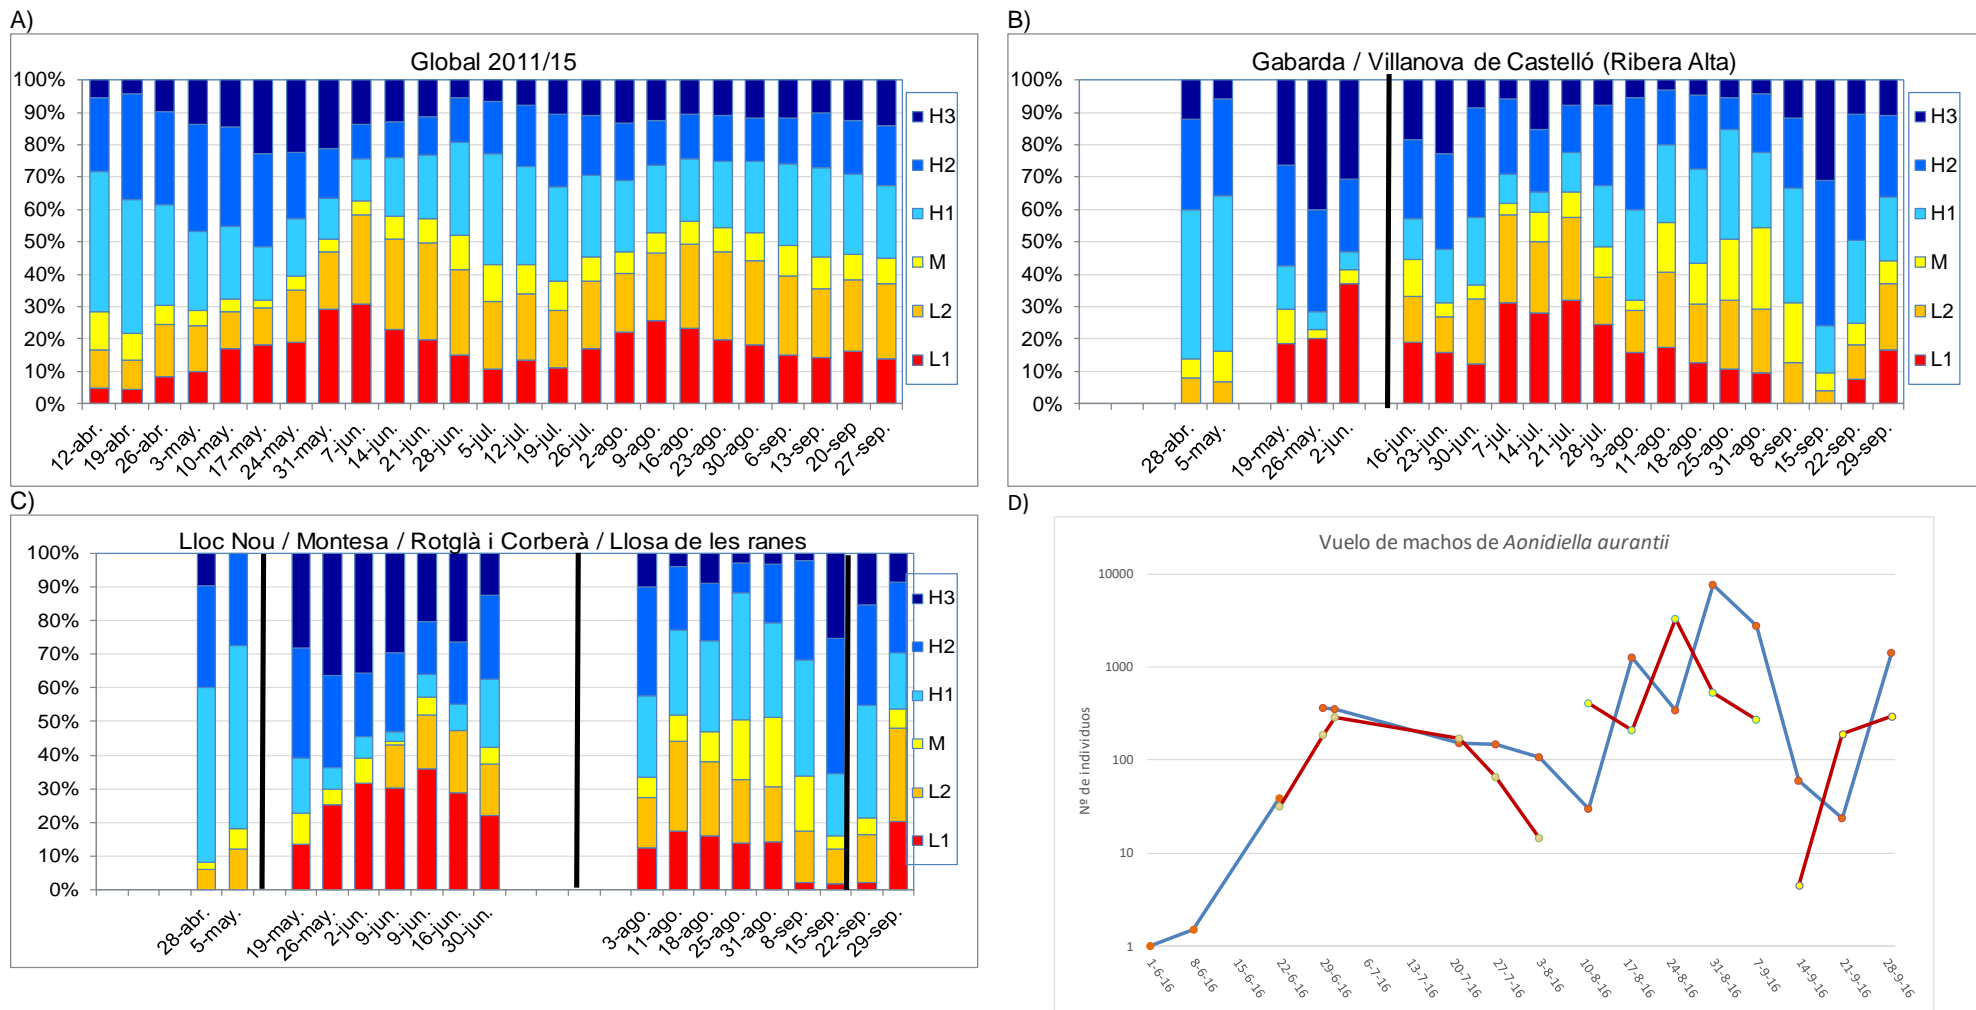 A)
Global 2011/15
100%
90%
80%
70%
60%
50%
40%
30%
20%
10%
0%
12-abr.
19-abr.
26-abr.
3-may.
10-may.
17-may.
24-may.
31-may.
7-jun.
14-jun.
21-jun.
28-jun.
5-jul.
12-jul.
19-jul.
26-jul.
2-ago.
9-ago.
16-ago.
23-ago.
30-ago.
6-sep.
13-sep.
20-sep
27-sep.
H3
H2
H1
M
L2
L1
B)
Gabarda / Villanova de Castelló (Ribera Alta)
100%
90%
80%
70%
60%
50%
40%
30%
20%
10%
0%
28-abr.
5-may.
19-may.
26-may.
2-jun.
16-jun.
23-jun.
30-jun.
7-jul.
14-jul.
21-jul.
28-jul.
3-ago.
11-ago.
18-ago.
25-ago.
31-ago.
8-sep.
15-sep.
22-sep.
29-sep.
H3
H2
H1
M
L2
L1
C)
Lloc Nou / Montesa / Rotglà i Corberà / Llosa de les ranes
100%
90%
80%
70%
60%
50%
40%
30%
20%
10%
0%
28-abr.
5-may.
19-may.
26-may.
2-jun.
9-jun.
9-jun.
16-jun.
30-jun.
3-ago.
11-ago.
18-ago.
25-ago.
31-ago.
8-sep.
15-sep.
22-sep.
29-sep.
H3
H2
H1
M
L2
L1
D)
Vuelo de machos de Aonidiella aurantii
Nº de individuos
10000
1000
100
10
1
1-6-16
8-6-16
15-6-16
22-6-16
29-6-16
6-7-16
13-7-16
20-7-16
27-7-16
3-8-16
10-8-16
17-8-16
24-8-16
31-8-16
7-9-16
14-9-16
21-9-16
28-9-16